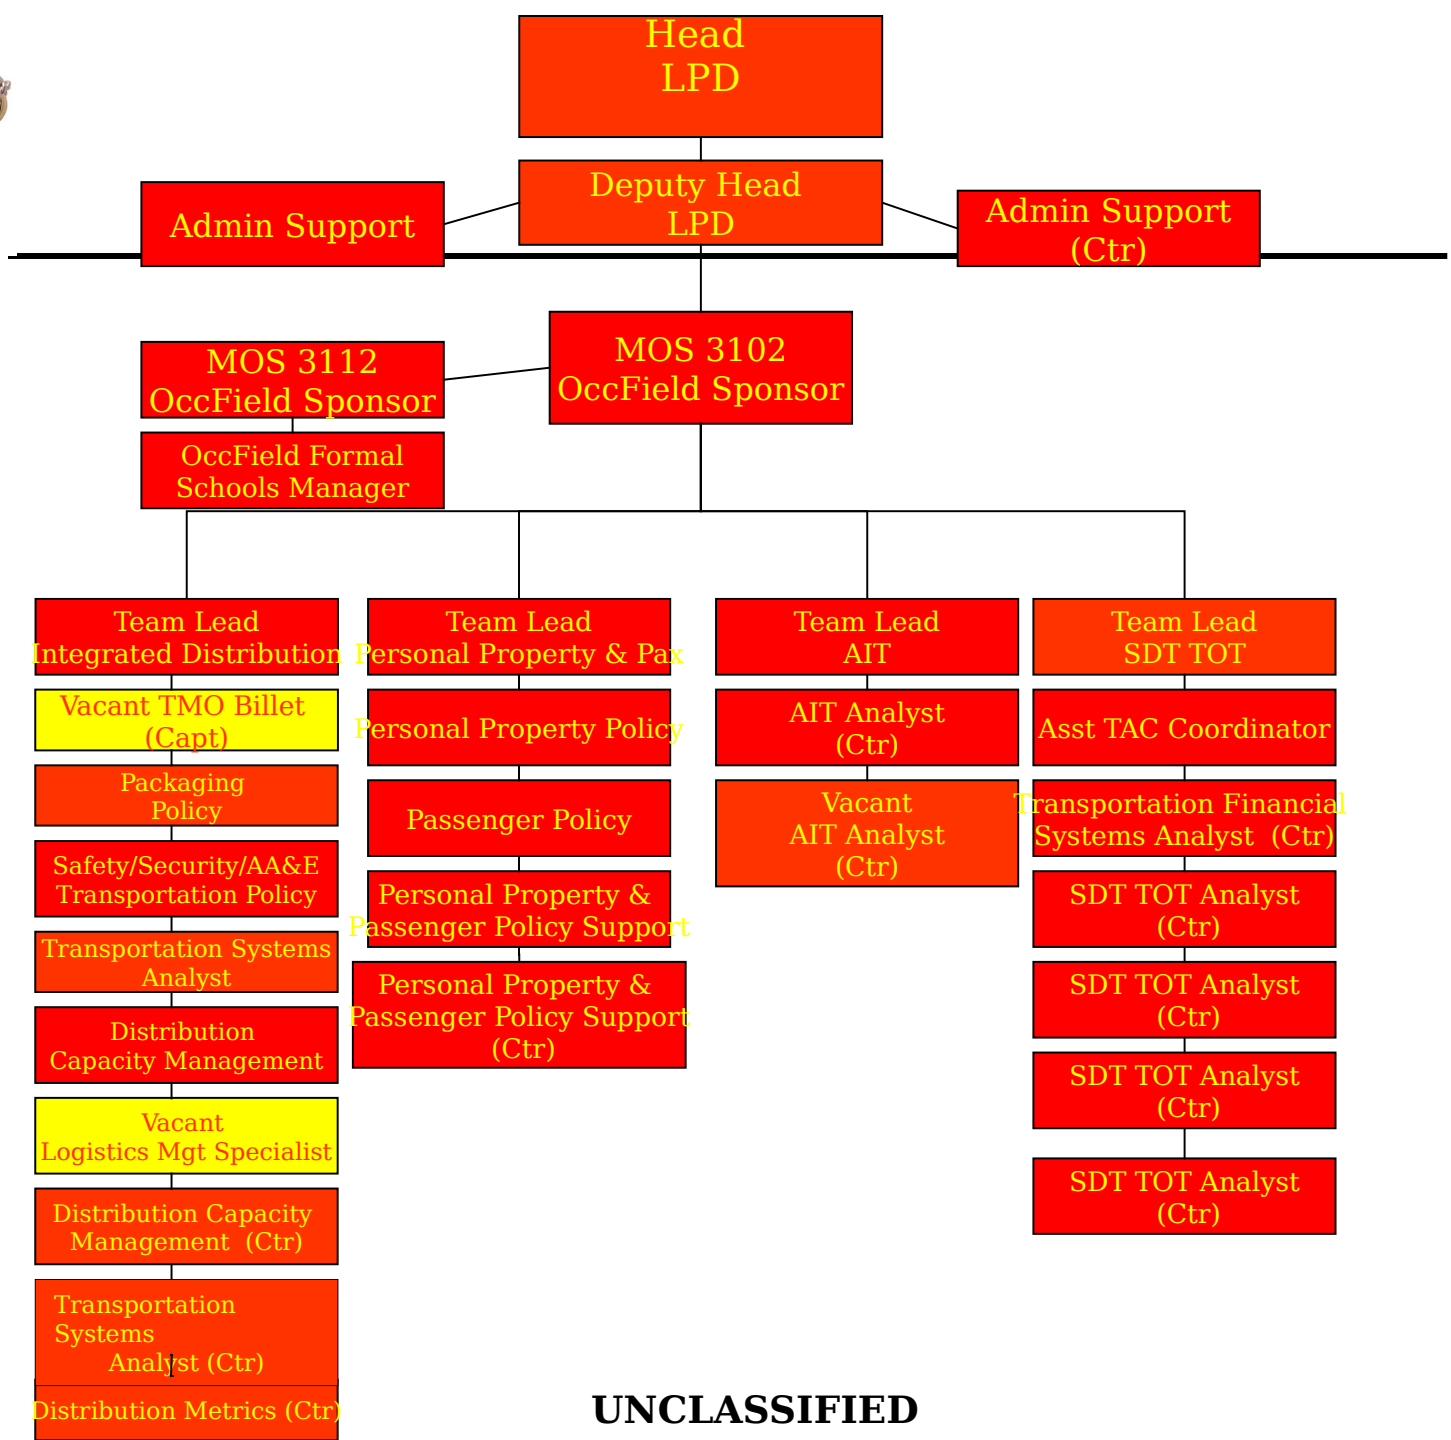 Head
LPD
Deputy Head
LPD
Admin Support
Admin Support
(Ctr)
MOS 3102
OccField Sponsor
MOS 3112
OccField Sponsor
OccField Formal
Schools Manager
Team Lead
Integrated Distribution
Vacant TMO Billet
(Capt)
Packaging
Policy
Safety/Security/AA&E
Transportation Policy
Transportation Systems
Analyst
Distribution
Capacity Management
Vacant
Logistics Mgt Specialist
Distribution Capacity
Management (Ctr)
Transportation
Systems
Analyst (Ctr)
Distribution Metrics (Ctr)
Team Lead
Personal Property & Pax
Personal Property Policy
Passenger Policy
Personal Property &
Passenger Policy Support
Personal Property &
Passenger Policy Support
(Ctr)
Team Lead
AIT
AIT Analyst
(Ctr)
Vacant
AIT Analyst
(Ctr)
Team Lead
SDT TOT
Asst TAC Coordinator
Transportation Financial
Systems Analyst (Ctr)
SDT TOT Analyst
(Ctr)
SDT TOT Analyst
(Ctr)
SDT TOT Analyst
(Ctr)
SDT TOT Analyst
(Ctr)
UNCLASSIFIED